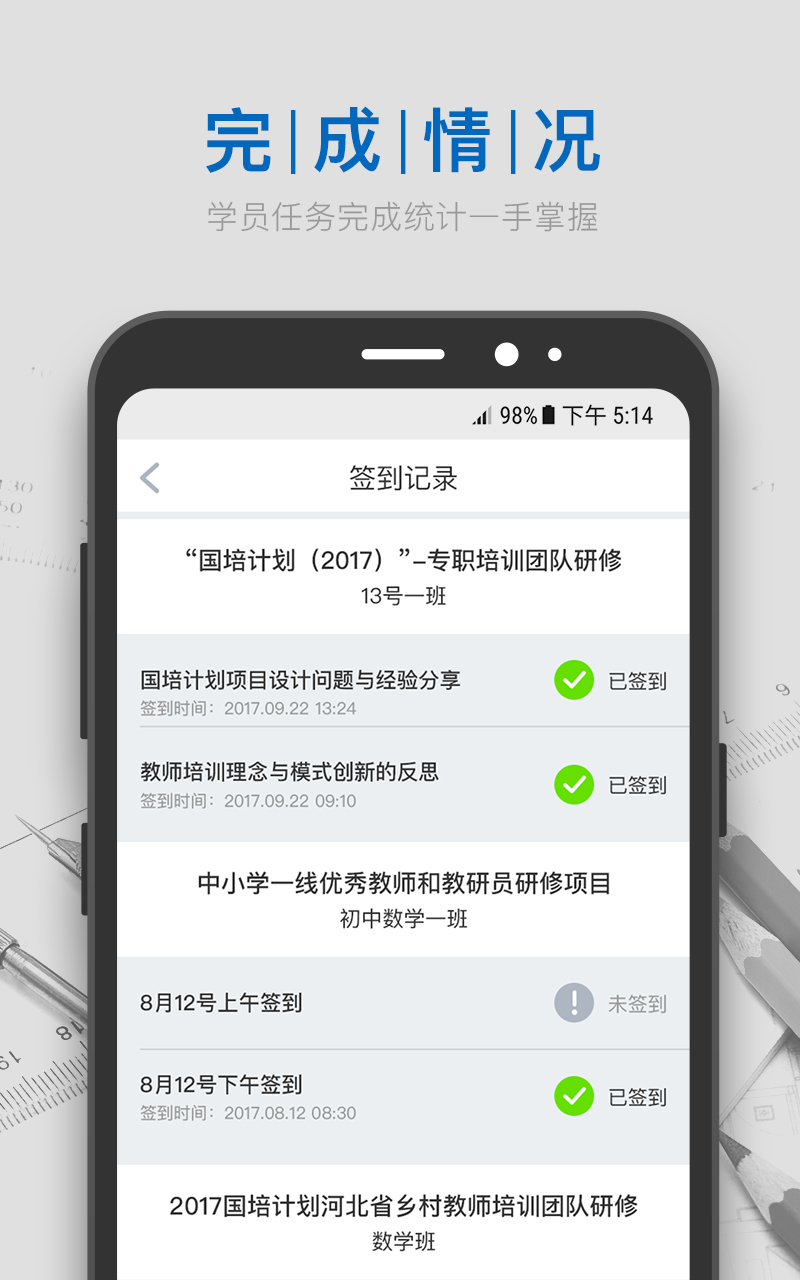 完成情况
学员任务完成统计一手掌握
98% 下午 5:14
签到记录
“国培计划（2017）”–专职培训团队研修
13号一班
国培计划项目设计问题与经验分享
已签到
签到时间：2017.09.22 13:24
教师培训理念与模式创新的反思
已签到
签到时间：2017.09.22 09:10
中小学一线优秀教师和教研员研修项目
初中数学一班
8月12号上午签到
未签到
8月12号下午签到
已签到
签到时间：2017.08.12 08:30
2017国培计划河北省乡村教师培训团队研修
数学班
18
19